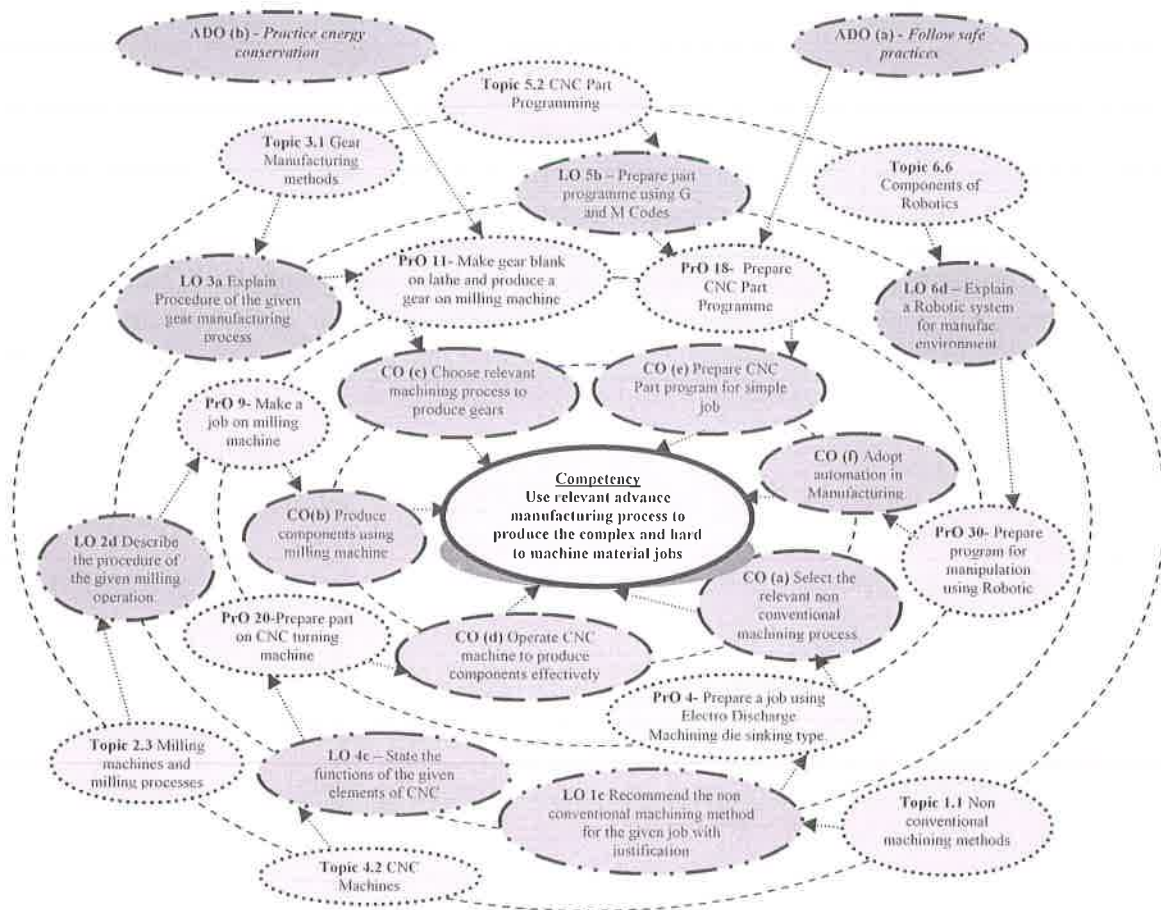 ADO (b) - Practice energy
conservation
ADO (a) - Follow safe
practices
Topic 5.2 CNC Part
Programming
Topic 3.1 Gear
Manufacturing
methods
LO 5b – Prepare part
programme using G
and M Codes
Topic 6.6
Components of
Robotics
LO 3a Explain
Procedure of the given
gear manufacturing
process
PrO 11- Make gear blank
on lathe and produce a
gear on milling machine
PrO 18- Prepare
CNC Part
Programme
LO 6d – Explain
a Robotic system
for manufac
environment
CO (c) Choose relevant
machining process to
produce gears
CO (e) Prepare CNC
Part program for simple
job
PrO 9- Make a
job on milling
machine
Competency
Use relevant advance
manufacturing process to
produce the complex and hard
to machine material jobs
CO (f) Adopt
automation in
Manufacturing
CO(b) Produce
components using
milling machine
LO 2d Describe
the procedure of
the given milling
operation
PrO 30- Prepare
program for
manipulation
using Robotic
CO (a) Select the
relevant non
conventional
machining process
PrO 20-Prepare part
on CNC turning
machine
CO (d) Operate CNC
machine to produce
components effectively
PrO 4- Prepare a job using
Electro Discharge
Machining die sinking type.
Topic 2.3 Milling
machines and
milling processes
LO 4c – State the
functions of the given
elements of CNC
LO 1c Recommend the non
conventional machining method
for the given job with
justification
Topic 1.1 Non
conventional
machining methods
Topic 4.2 CNC
Machines